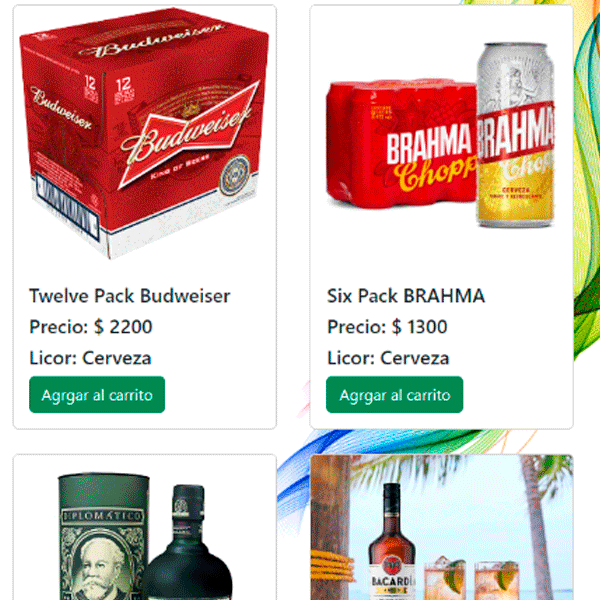 Budweiser
12
12
Budweiser
Budweiser
KING OF BEERS
BRAHMA
Chopp
BRAHMA
Chopp
CERVEZA
Twelve Pack Budweiser
Precio: $ 2200
Licor: Cerveza
Agrgar al carrito
Six Pack BRAHMA
Precio: $ 1300
Licor: Cerveza
Agrgar al carrito
DIPLOMÁTICO
BACARDÍ